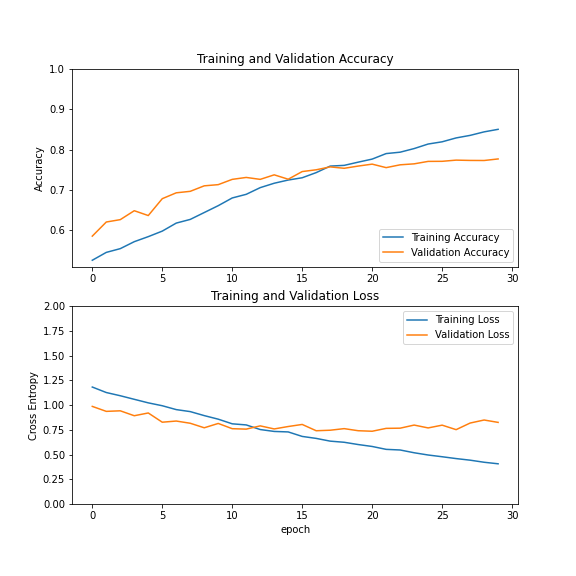 Training and Validation Accuracy
1.0
0.9
0.8
0.7
0.6
Accuracy
Training Accuracy
Validation Accuracy
0 5 10 15 20 25 30
Training and Validation Loss
2.00
1.75
1.50
1.25
1.00
0.75
0.50
0.25
0.00
Cross Entropy
Training Loss
Validation Loss
0 5 10 15 20 25 30
epoch